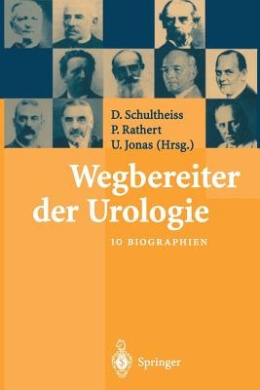 D. Schultheiss
P. Rathert
U. Jonas (Hrsg.)
Wegbereiter
der Urologie
10 BIOGRAPHIEN
Springer